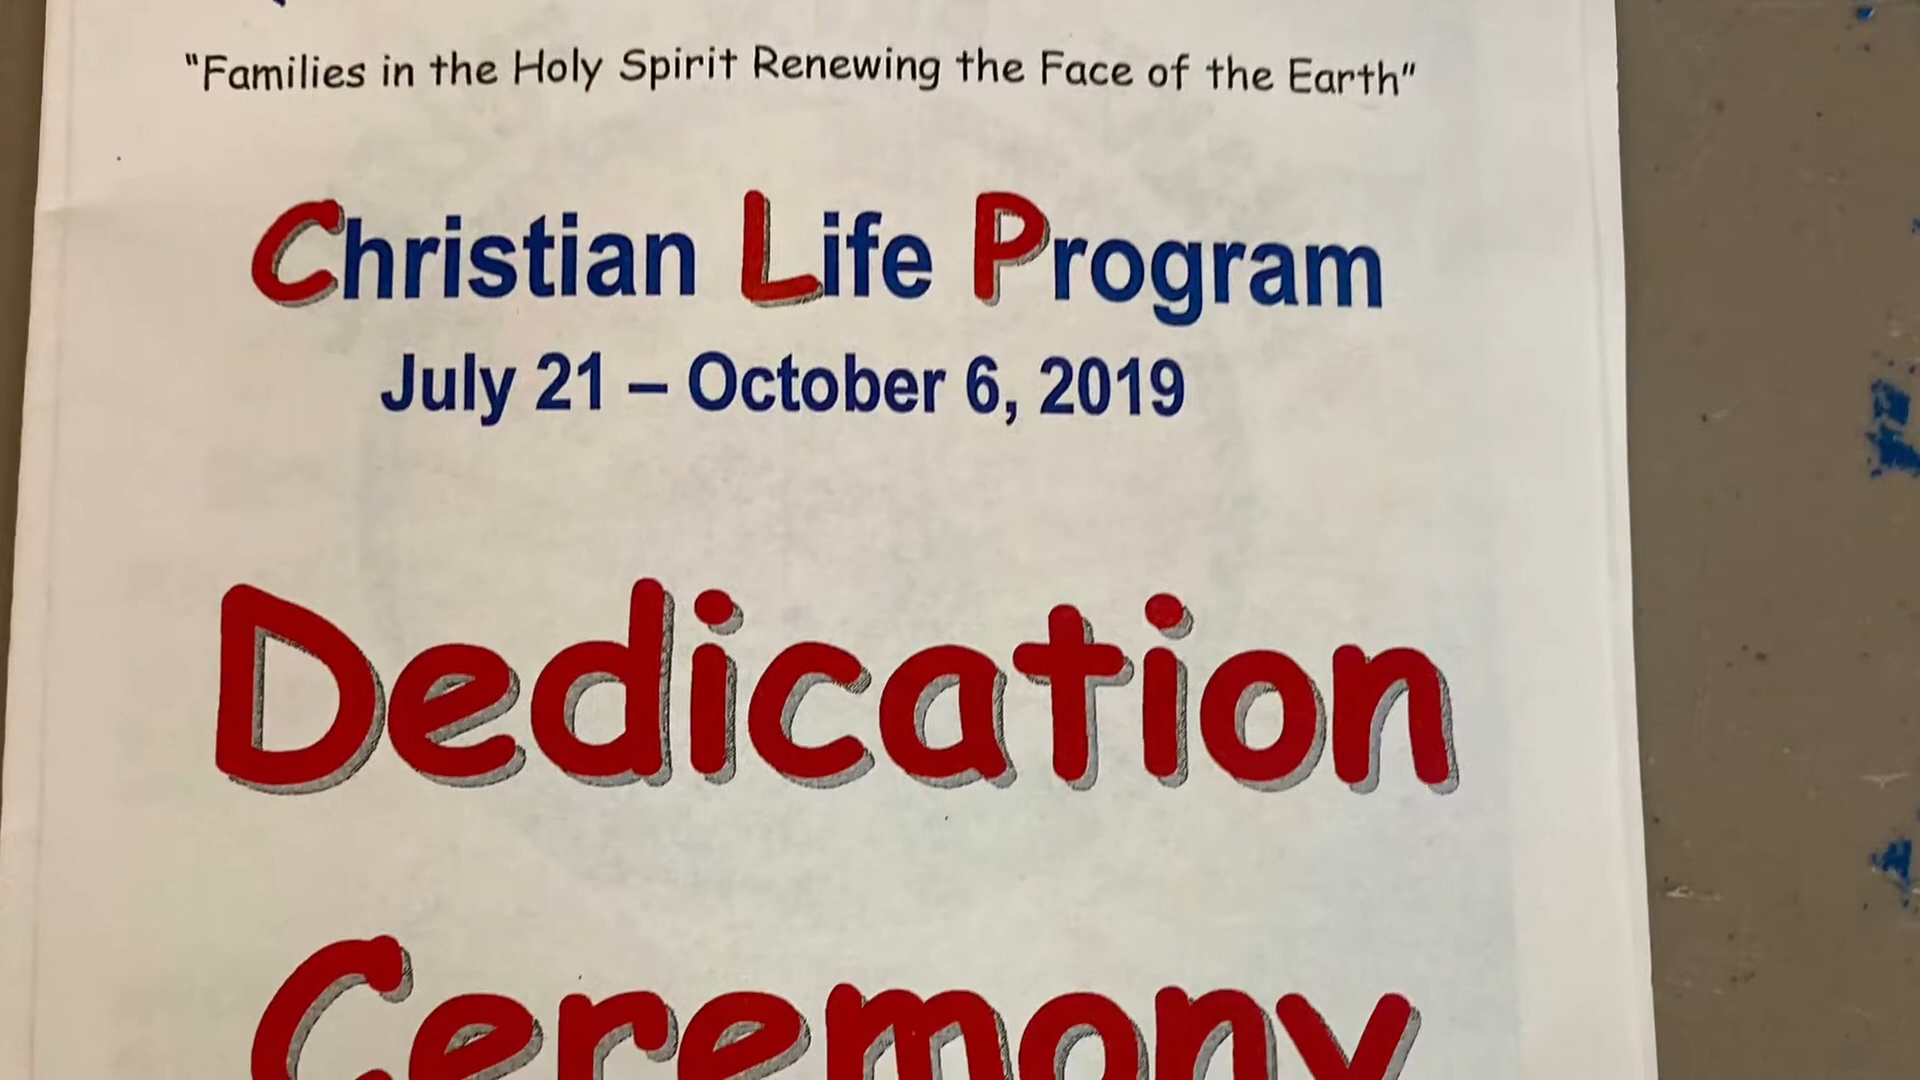 "Families in the Holy Spirit Renewing the Face of the Earth"
Christian Life Program
July 21 – October 6, 2019
Dedication
Ceremony